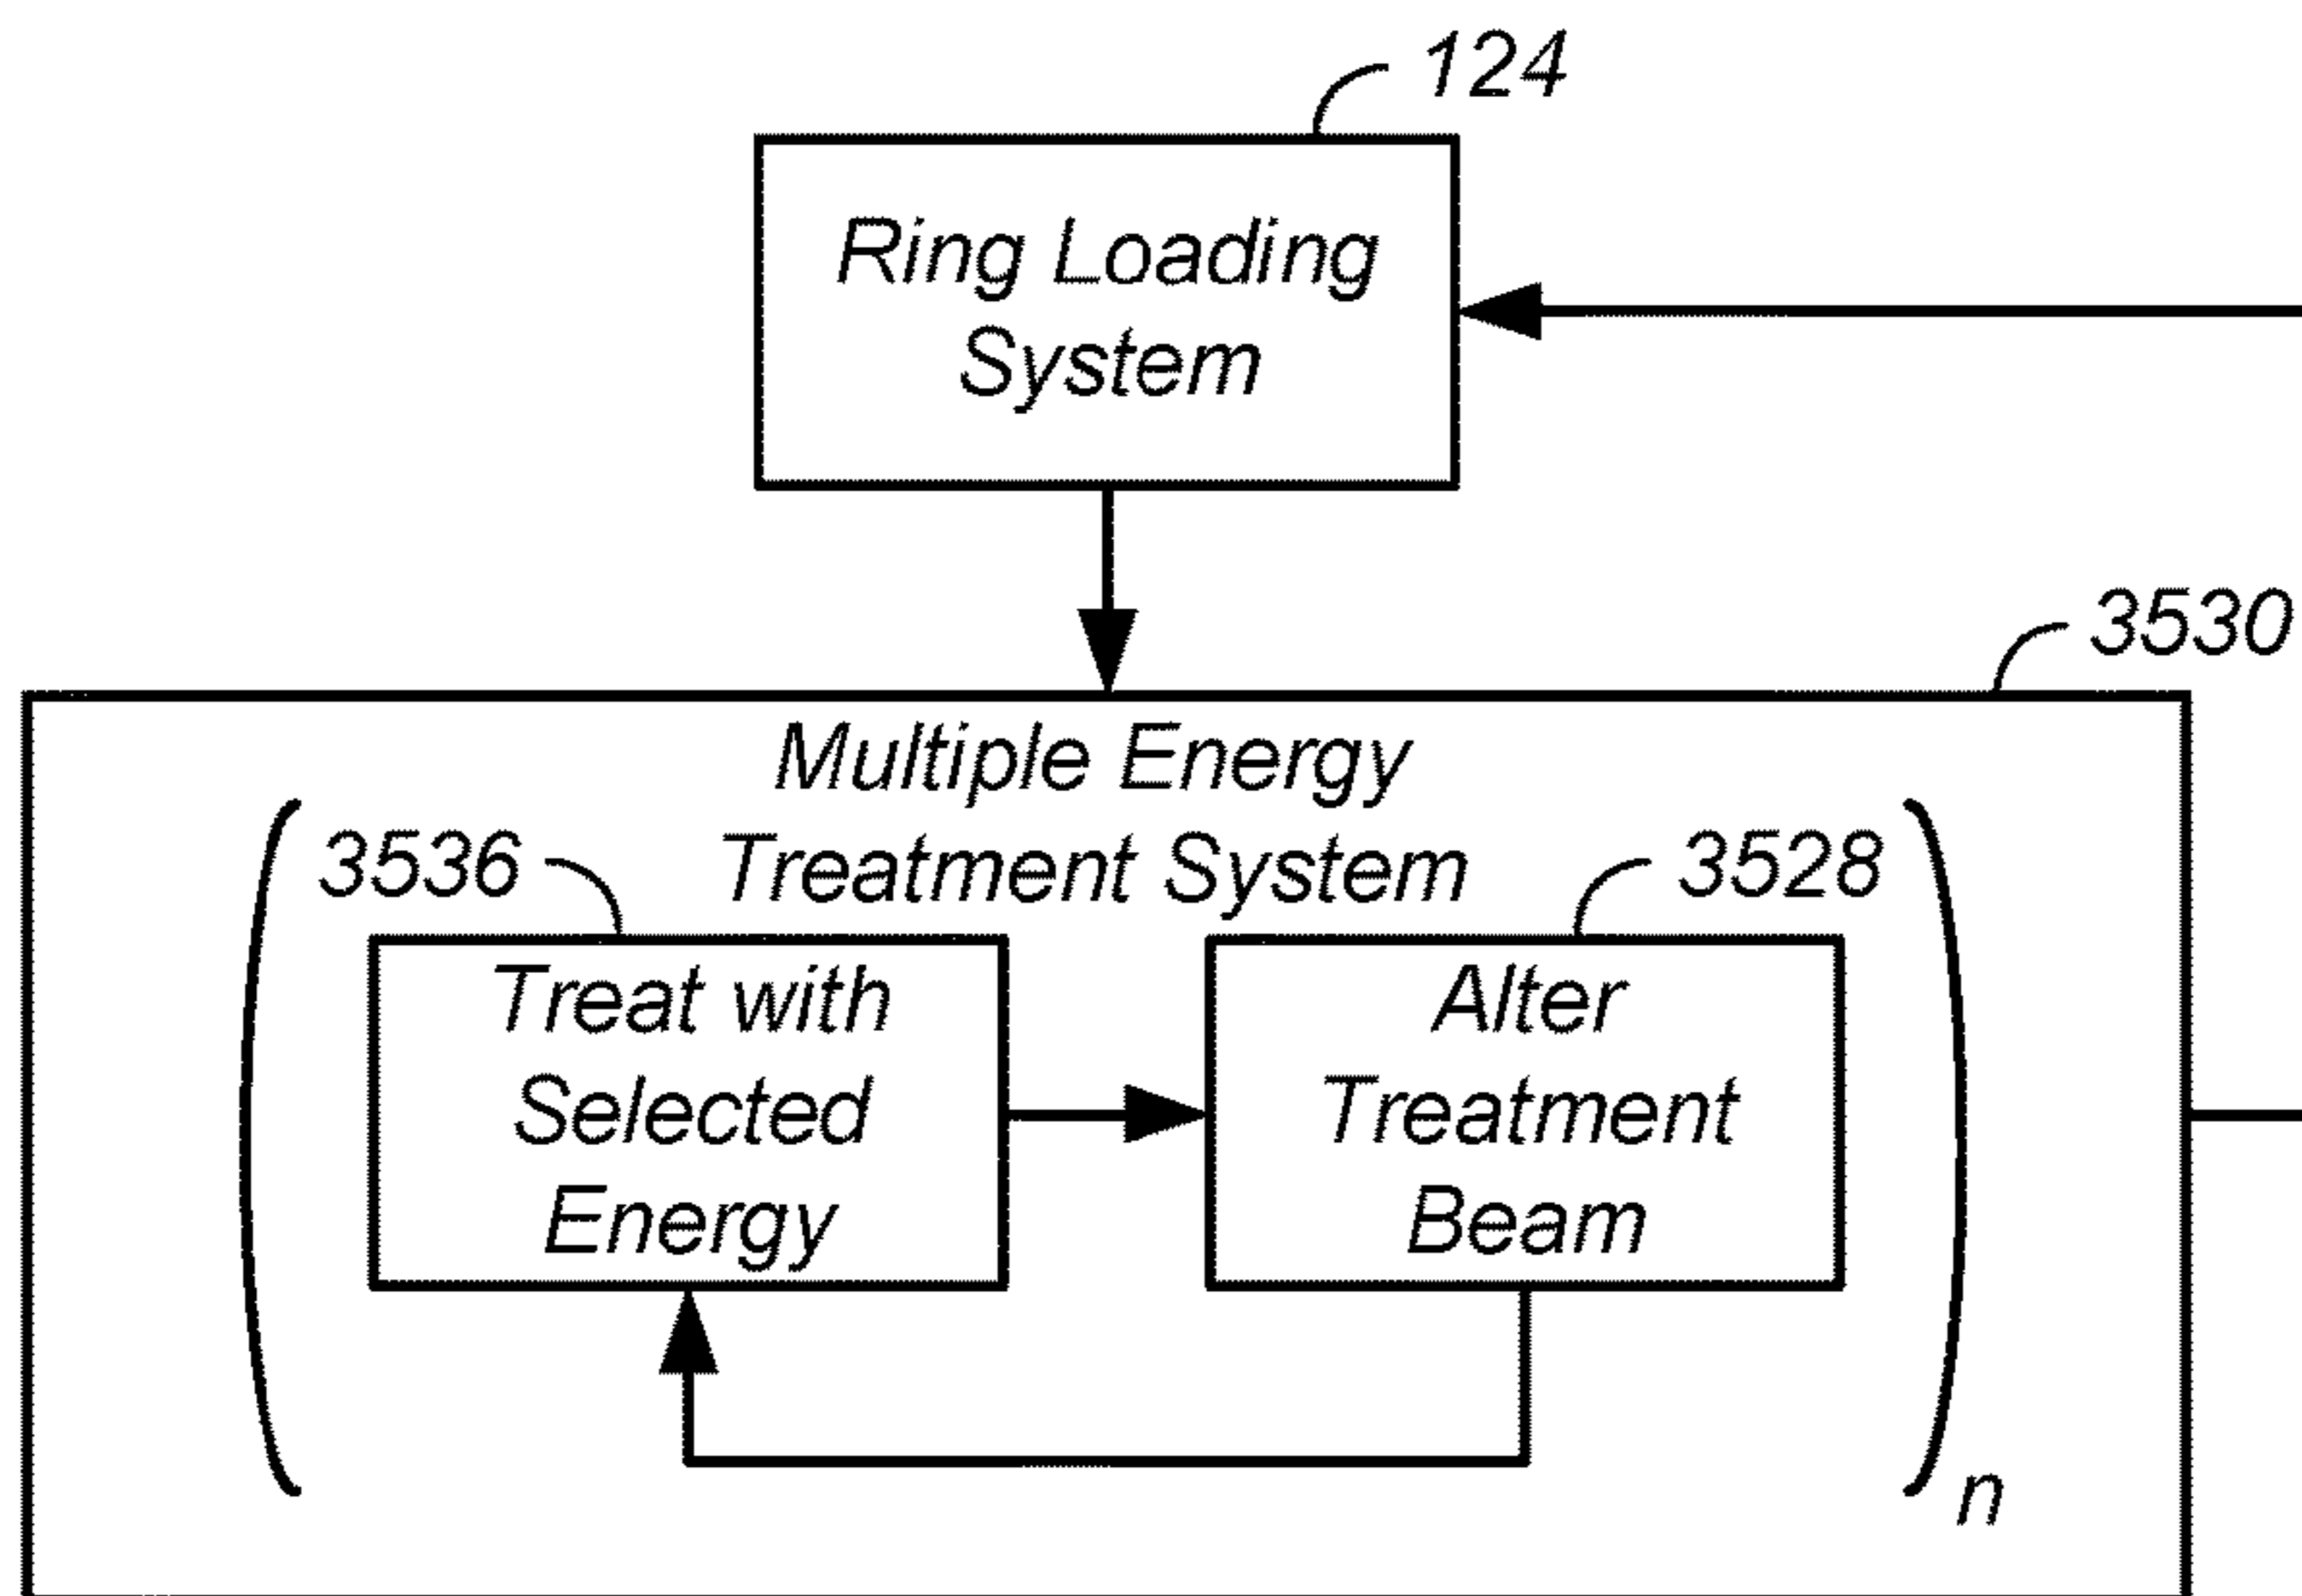 124
Ring Loading
System
3530
Multiple Energy
Treatment System
3536
3528
Treat with
Selected
Energy
Alter
Treatment
Beam
n